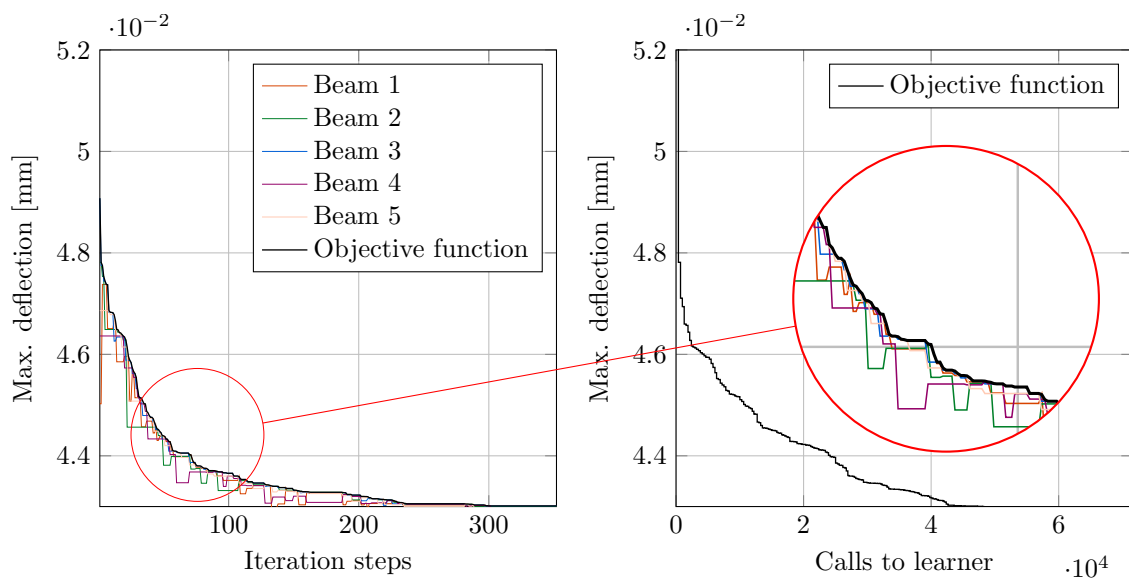 ·10⁻²
5.2
5
4.8
4.6
4.4
Max. deflection [mm]
100
200
300
Iteration steps
Beam 1
Beam 2
Beam 3
Beam 4
Beam 5
Objective function
·10⁻²
5.2
5
4.8
4.6
4.4
Max. deflection [mm]
0
2
4
6
·10⁴
Calls to learner
Objective function